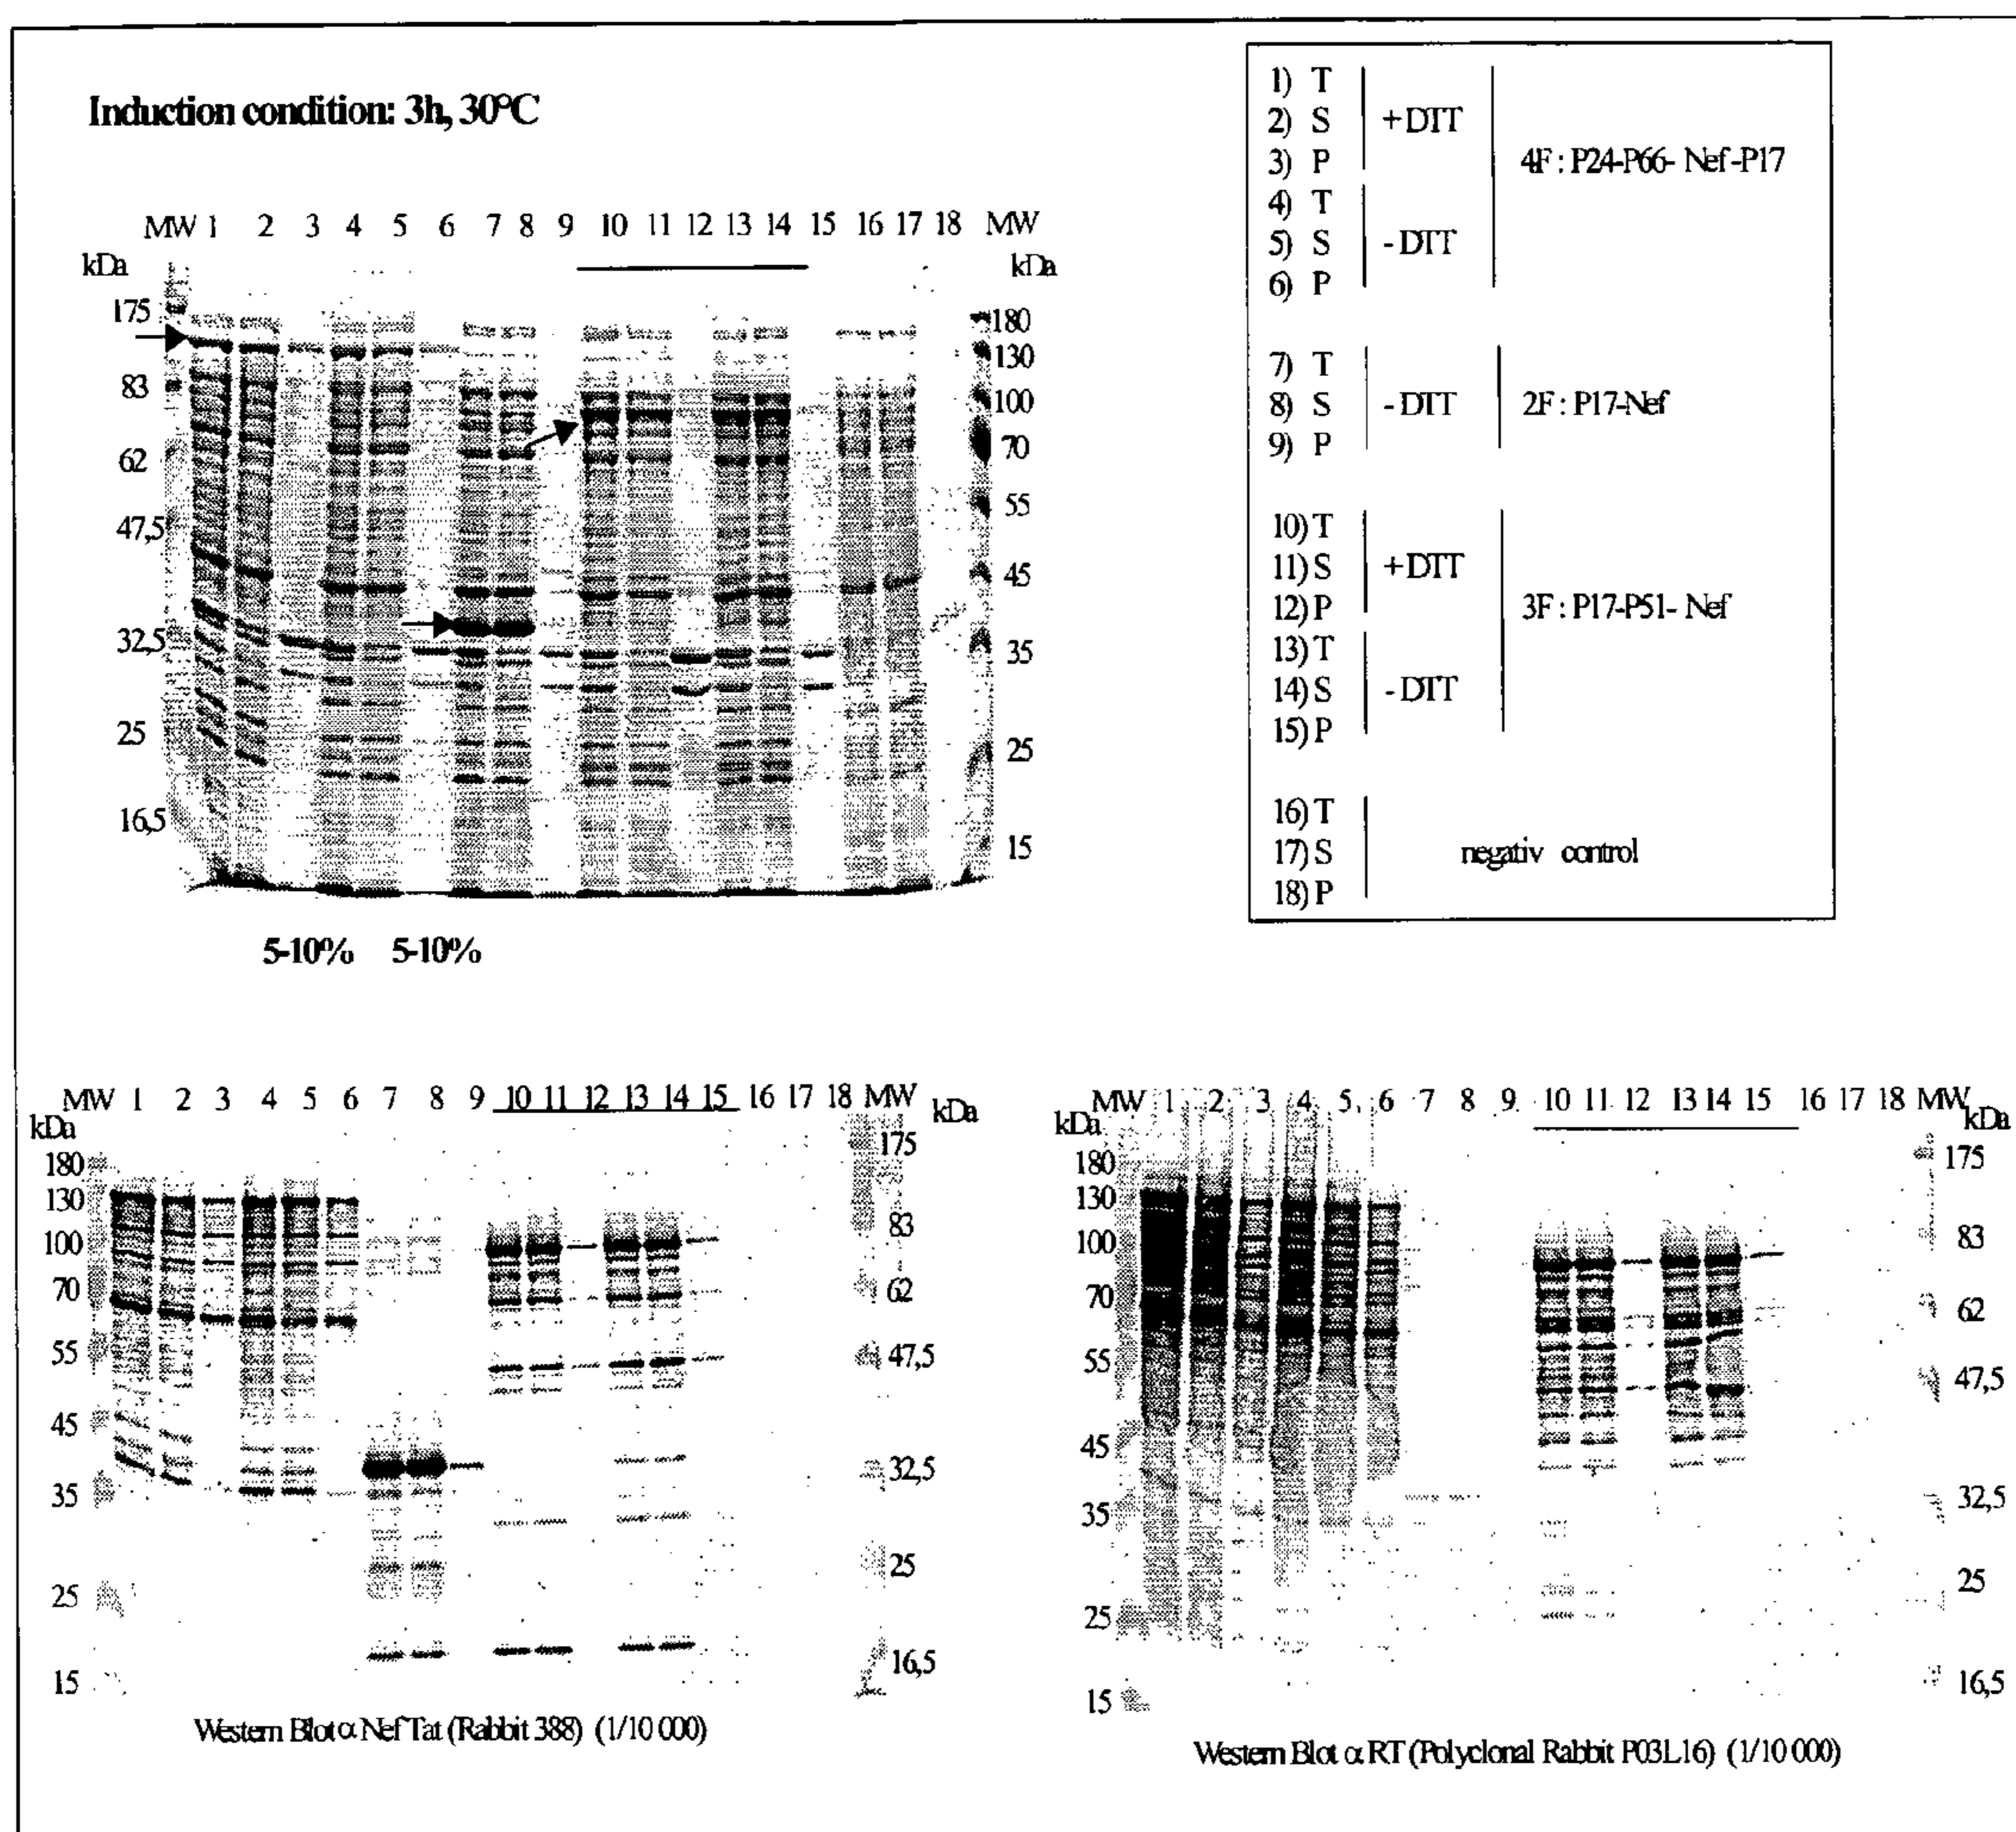 Induction condition: 3h, 30°C
MW 1 2 3 4 5 6 7 8 9 10 11 12 13 14 15 16 17 18 MW
kDa kDa
175
83
62
47,5
32,5
25
16,5
180
130
100
70
55
45
35
25
15
5-10% 5-10%
1) T
2) S +DTT
3) P 4F : P24-P66- Nef -P17
4) T
5) S -DTT
6) P
7) T
8) S -DTT 2F : P17-Nef
9) P
10) T
11) S +DTT
12) P 3F : P17-P51- Nef
13) T
14) S -DTT
15) P
16) T
17) S negativ control
18) P
MW 1 2 3 4 5 6 7 8 9 10 11 12 13 14 15 16 17 18 MW
kDa kDa
180
130
100
70
55
45
35
25
15
175
83
62
47,5
32,5
25
16,5
Western Blot α Nef Tat (Rabbit 388) (1/10 000)
MW 1 2 3 4 5 6 7 8 9 10 11 12 13 14 15 16 17 18 MW
kDa kDa
180
130
100
70
55
45
35
25
15
175
83
62
47,5
32,5
25
16,5
Western Blot α RT (Polyclonal Rabbit P03L16) (1/10 000)